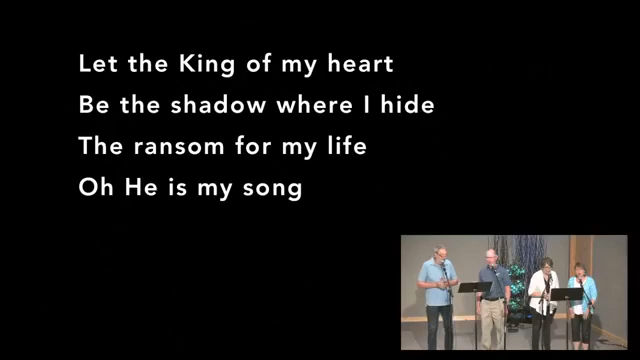 Let the King of my heart
Be the shadow where I hide
The ransom for my life
Oh He is my song